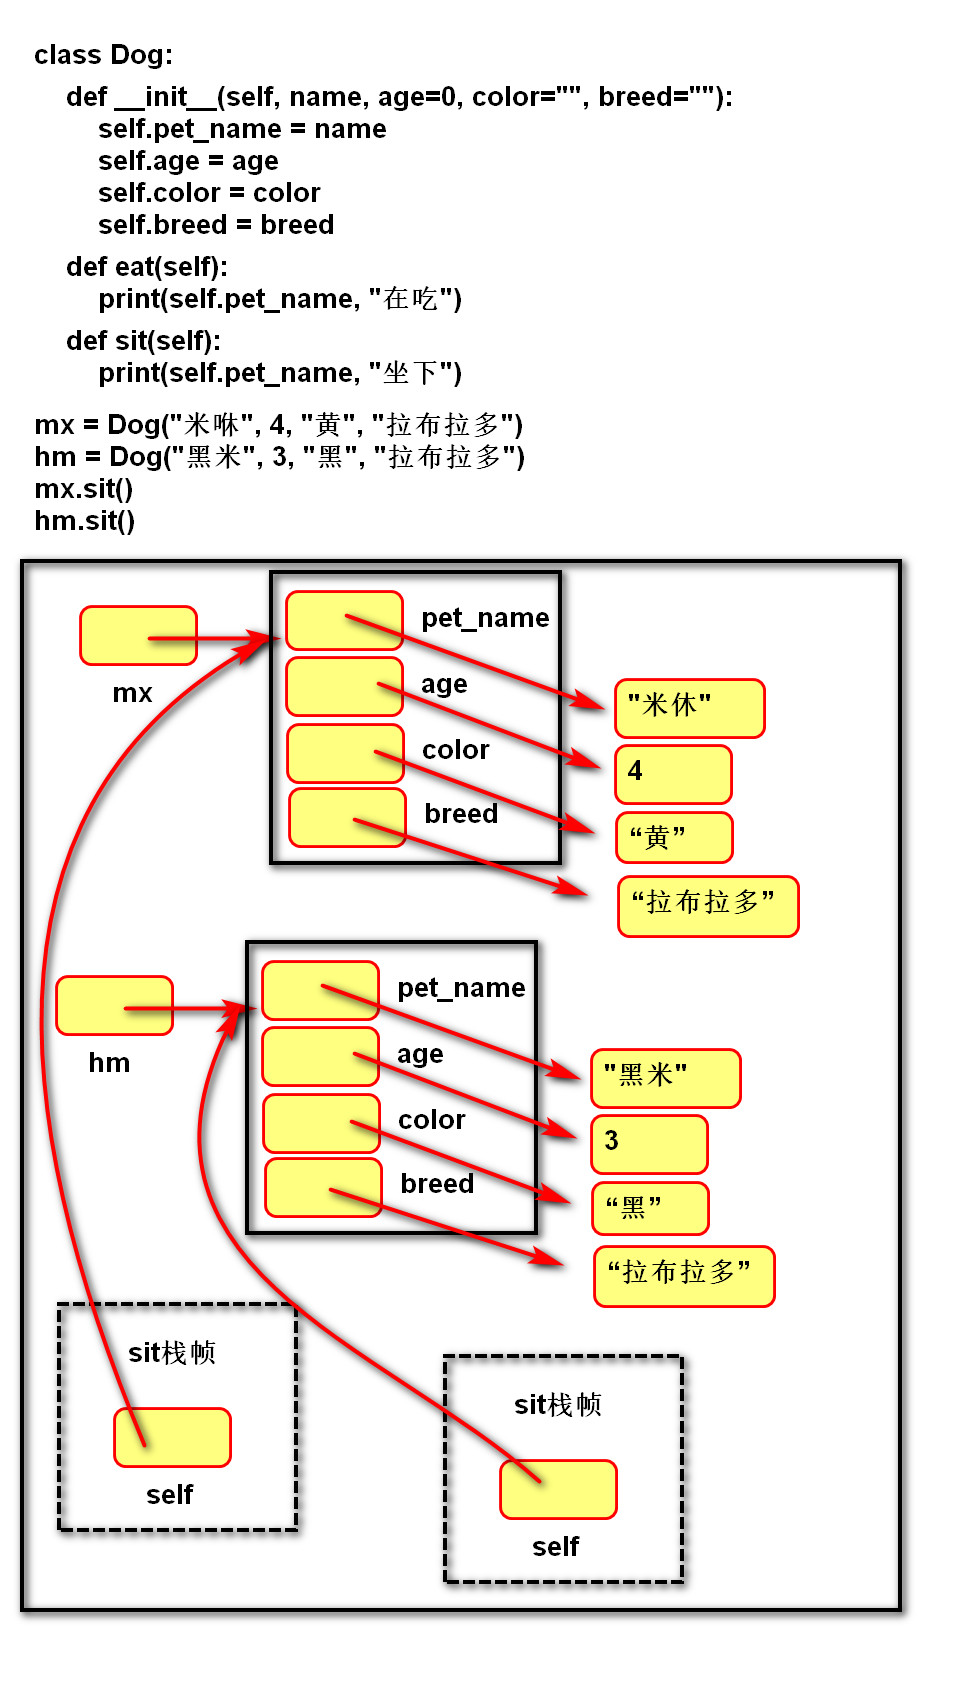 class Dog:
def __init__(self, name, age=0, color="", breed=""):
self.pet_name = name
self.age = age
self.color = color
self.breed = breed
def eat(self):
print(self.pet_name, "在吃")
def sit(self):
print(self.pet_name, "坐下")
mx = Dog("米咻", 4, "黄", "拉布拉多")
hm = Dog("黑米", 3, "黑", "拉布拉多")
mx.sit()
hm.sit()
mx
pet_name
age
color
breed
"米休"
4
“黄”
“拉布拉多”
hm
pet_name
age
color
breed
"黑米"
3
“黑”
“拉布拉多”
sit栈帧
self
sit栈帧
self